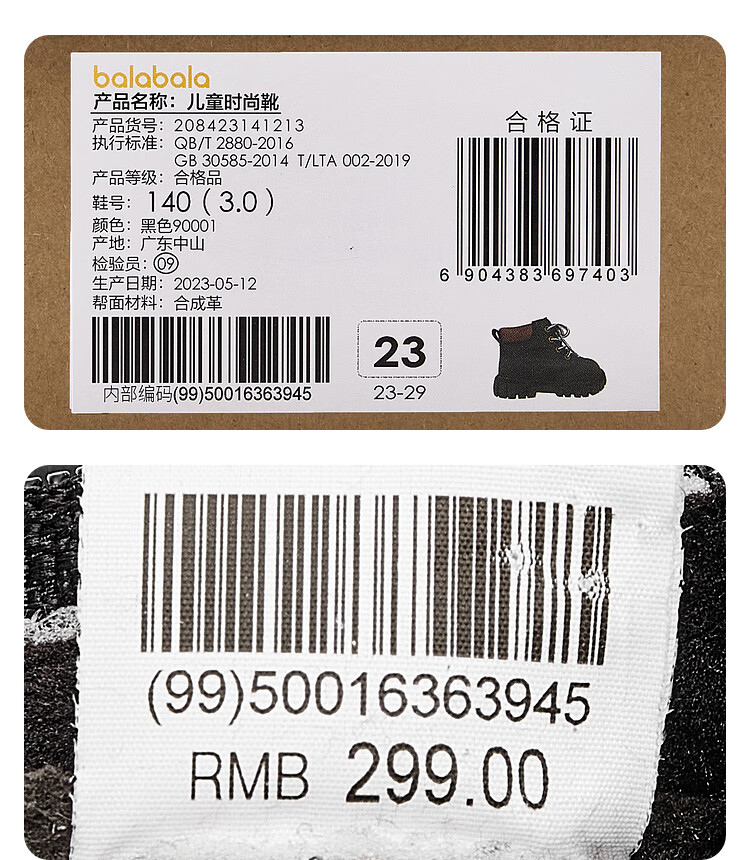 balabala
产品名称：儿童时尚靴
产品货号：208423141213
执行标准：QB/T 2880-2016
GB 30585-2014 T/LTA 002-2019
产品等级：合格品
鞋号：140（3.0）
颜色：黑色90001
产地：广东中山
检验员：09
生产日期：2023-05-12
帮面材料：合成革
内部编码(99)50016363945
合格证
6 904383 697403
23
23-29
(99)50016363945
RMB 299.00